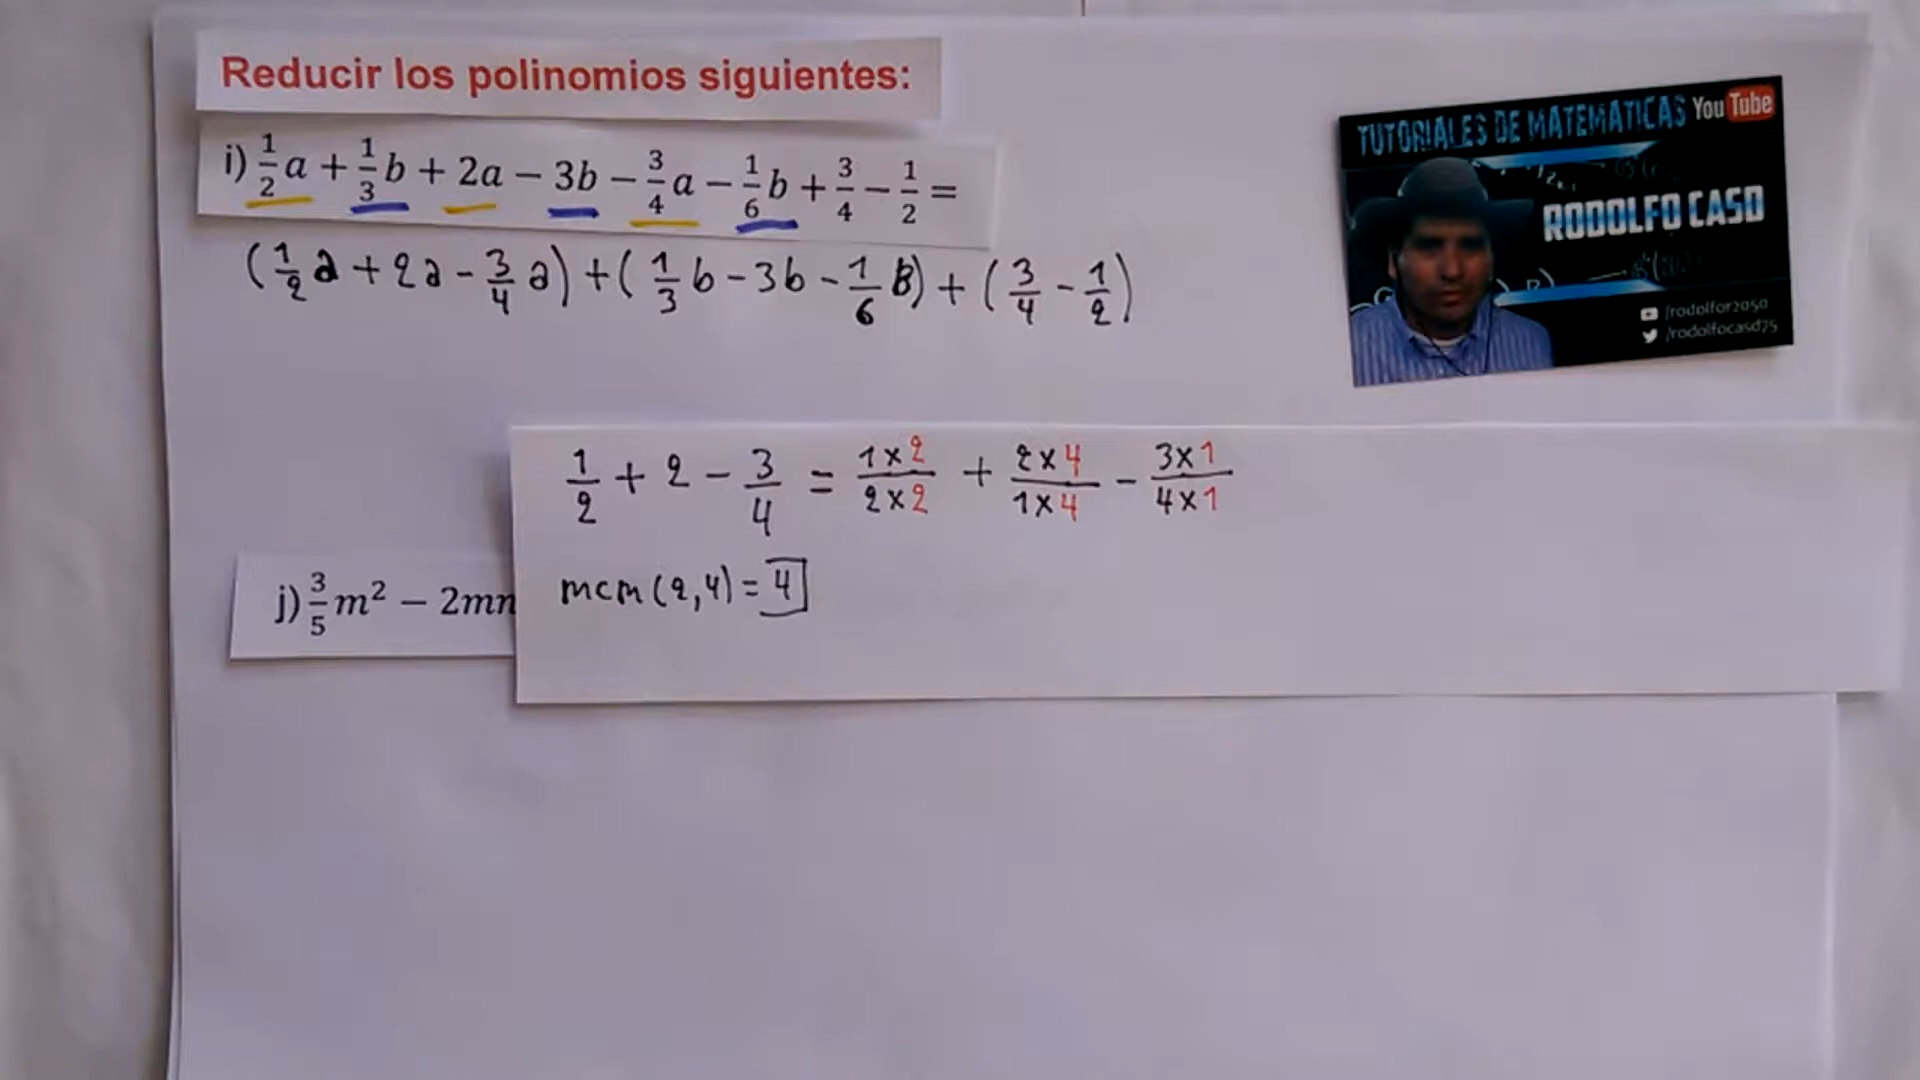 Reducir los polinomios siguientes:
i) 1/2 a + 1/3 b + 2a − 3b − 3/4 a − 1/6 b + 3/4 − 1/2 =
(1/2 a + 2a − 3/4 a) + (1/3 b − 3b − 1/6 b) + (3/4 − 1/2)
TUTORIALES DE MATEMATICAS YouTube
RODOLFO CASD
/rodolfor2050
/rodolfocasd75
1/2 + 2 − 3/4 = 1×2/2×2 + 2×4/1×4 − 3×1/4×1
mcm(2,4)=4
j) 3/5 m² − 2mn